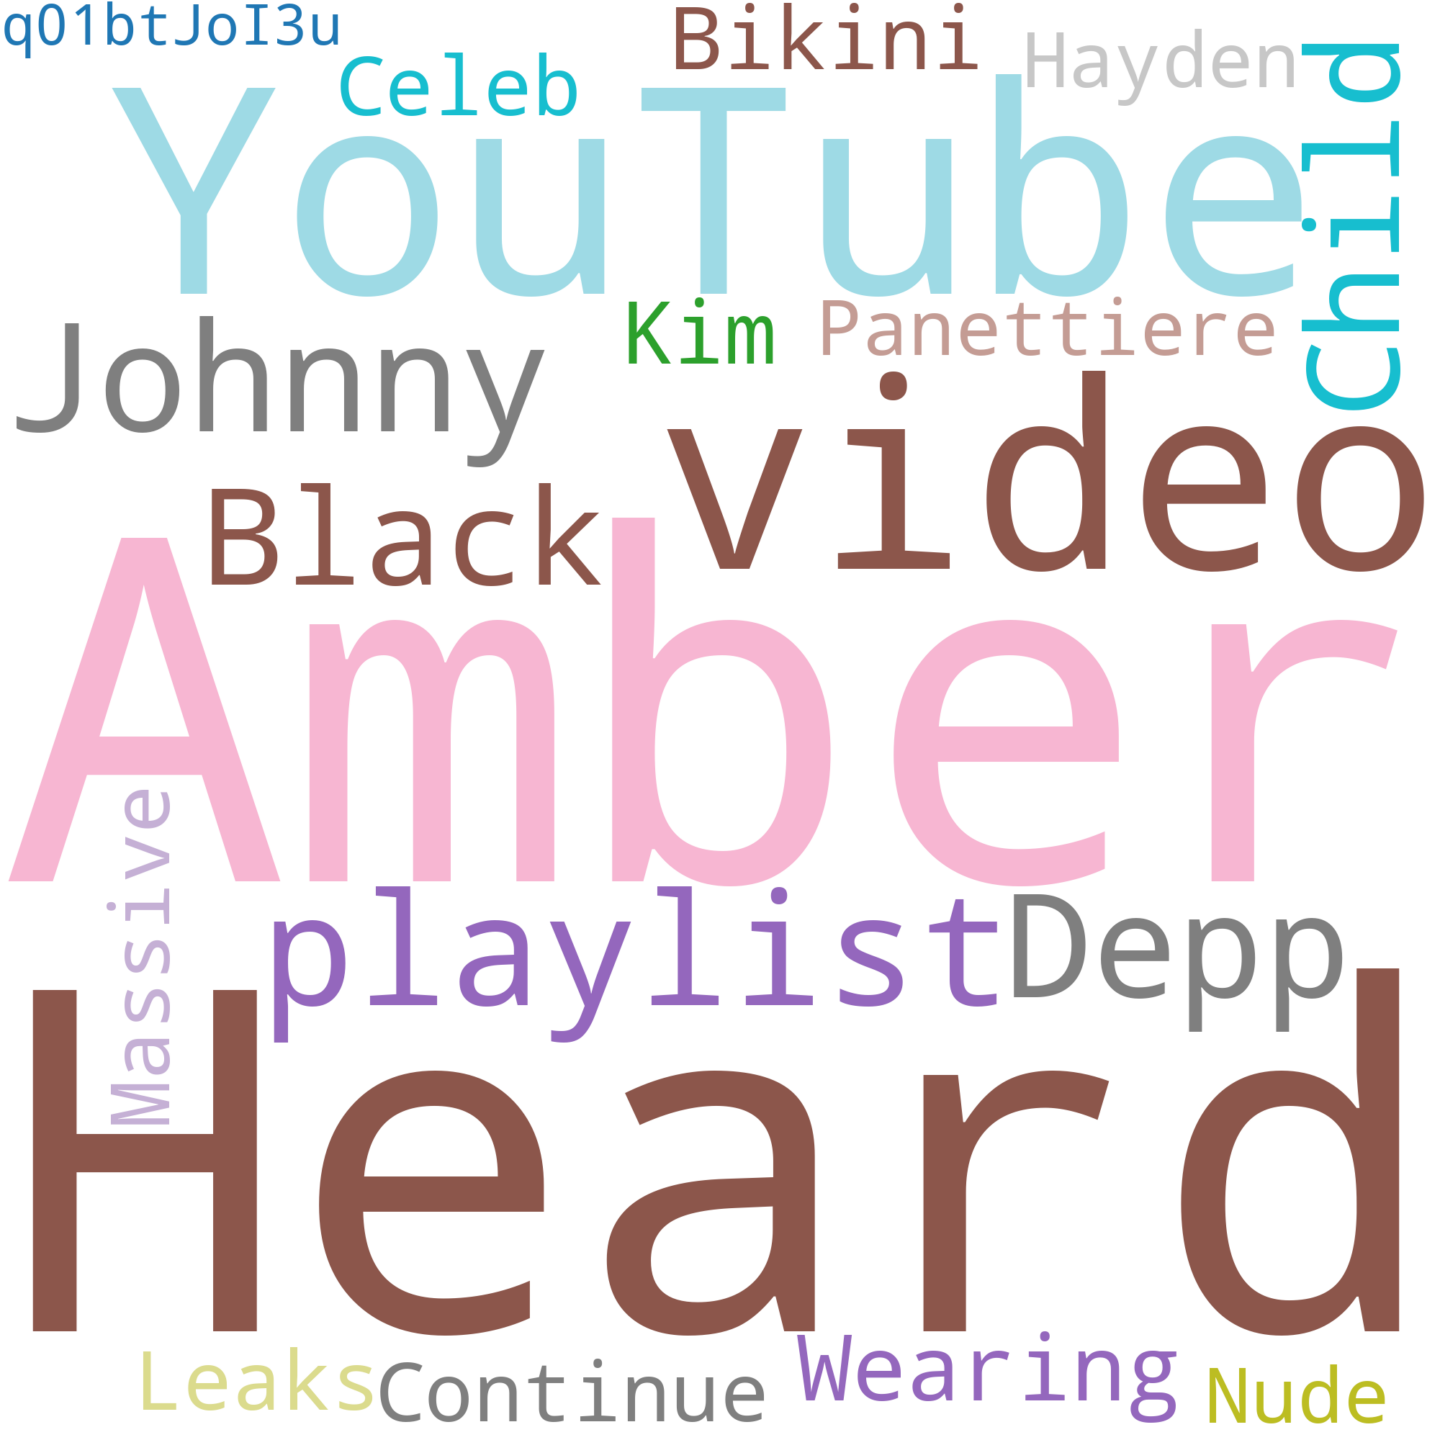 q01btJoI3u
Bikini
Hayden
Celeb
Child
YouTube
Kim
Panettiere
Johnny
video
Black
Amber
Massive
playlist
Depp
Heard
Leaks
Continue
Wearing
Nude